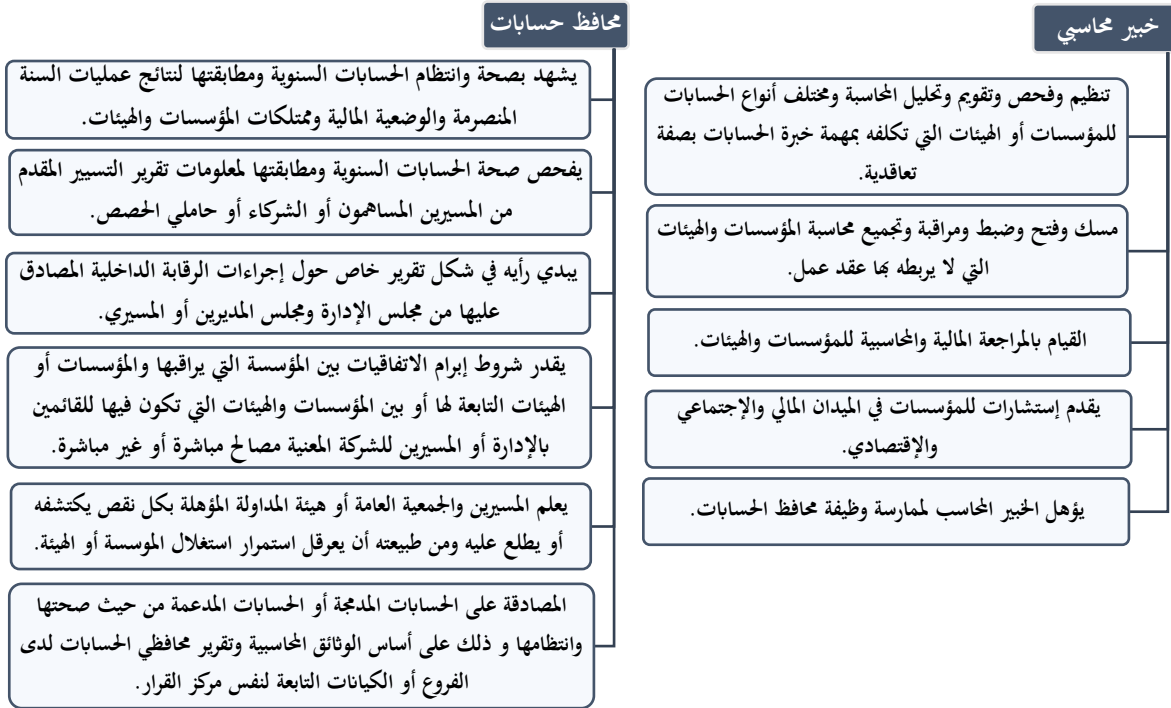 خبير محاسبي
تنظيم وفحص وتقويم وتحليل المحاسبة ومختلف أنواع الحسابات
للمؤسسات أو الهيئات التي تكلفه بمهمة خبرة الحسابات بصفة
تعاقدية.
مسك وفتح وضبط ومراقبة وتجميع محاسبة المؤسسات والهيئات
التي لا يربطه بها عقد عمل.
القيام بالمراجعة المالية والمحاسبية للمؤسسات والهيئات.
يقدم إستشارات للمؤسسات في الميدان المالي والإجتماعي
والإقتصادي.
يؤهل الخبير المحاسب لممارسة وظيفة محافظ الحسابات.
محافظ حسابات
يشهد بصحة وانتظام الحسابات السنوية ومطابقتها لنتائج عمليات السنة
المنصرمة والوضعية المالية وممتلكات المؤسسات والهيئات.
يفحص صحة الحسابات السنوية ومطابقتها لمعلومات تقرير التسيير المقدم
من المسيرين المساهمون أو الشركاء أو حاملي الحصص.
يبدي رأيه في شكل تقرير خاص حول إجراءات الرقابة الداخلية المصادق
عليها من مجلس الإدارة ومجلس المديرين أو المسيري.
يقدر شروط إبرام الاتفاقيات بين المؤسسة التي يراقبها والمؤسسات أو
الهيئات التابعة لها أو بين المؤسسات والهيئات التي تكون فيها للقائمين
بالإدارة أو المسيرين للشركة المعنية مصالح مباشرة أو غير مباشرة.
يعلم المسيرين والجمعية العامة أو هيئة المداولة المؤهلة بكل نقص يكتشفه
أو يطلع عليه ومن طبيعته أن يعرقل استمرار استغلال الموسسة أو الهيئة.
المصادقة على الحسابات المدمجة أو الحسابات المدعمة من حيث صحتها
وانتظامها و ذلك على أساس الوثائق المحاسبية وتقرير محافظي الحسابات لدى
الفروع أو الكيانات التابعة لنفس مركز القرار.